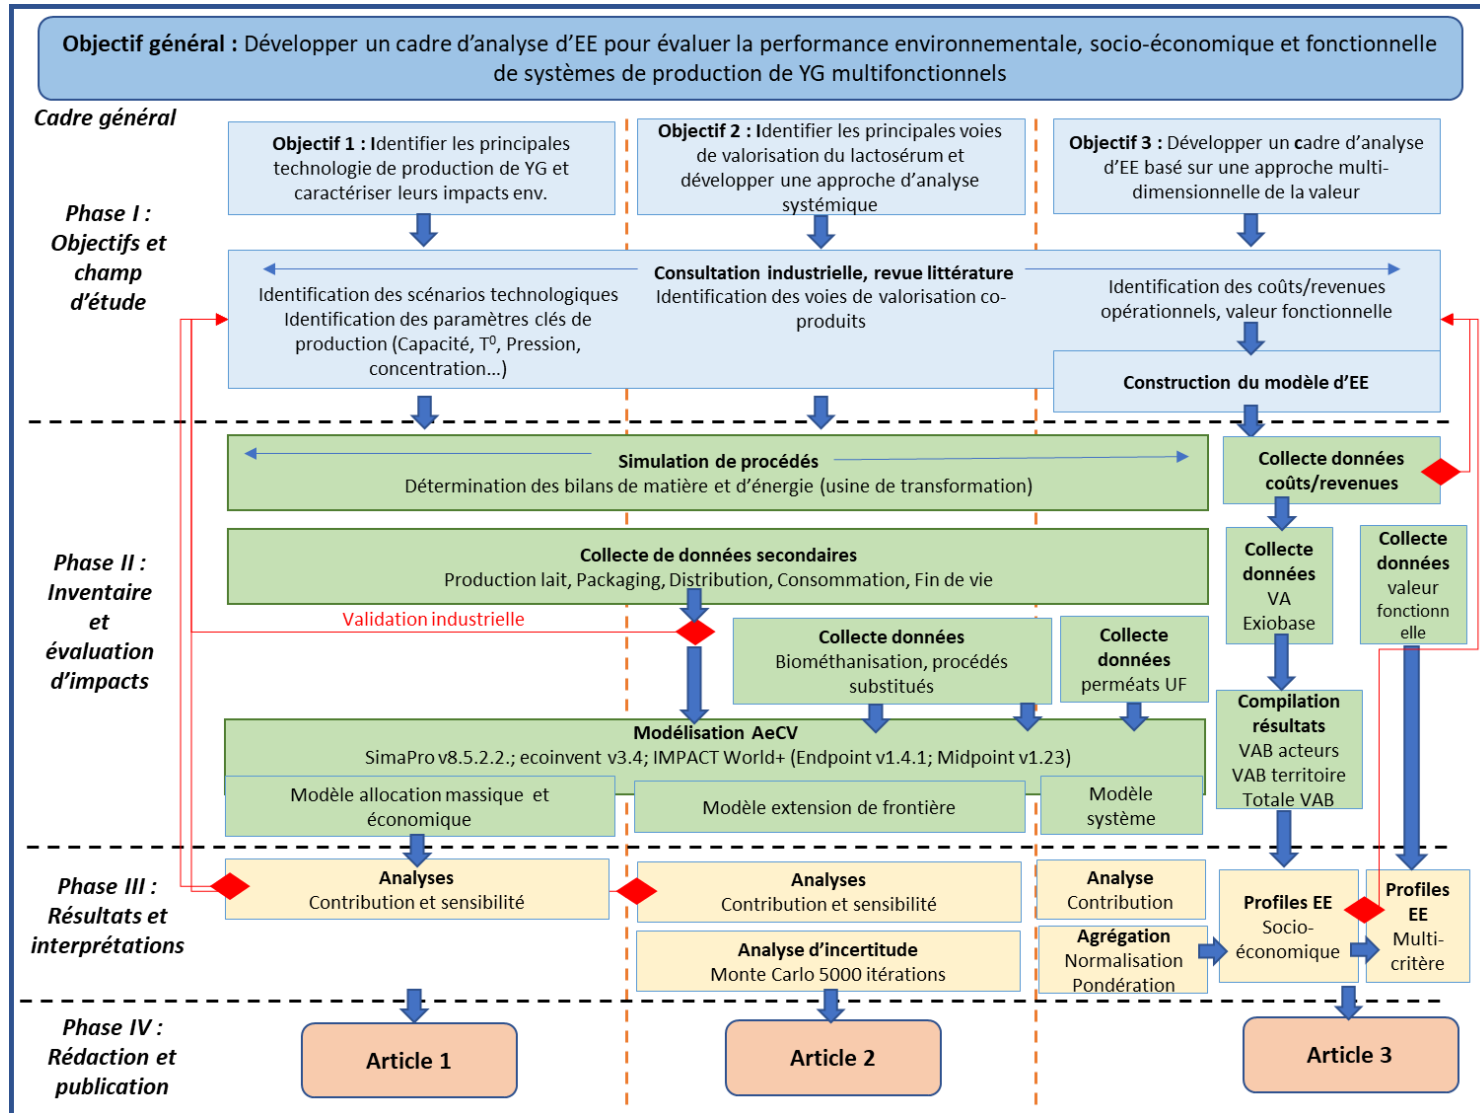 Objectif général : Développer un cadre d'analyse d'EE pour évaluer la performance environnementale, socio-économique et fonctionnelle
de systèmes de production de YG multifonctionnels
Cadre général
Objectif 1 : Identifier les principales
technologie de production de YG et
caractériser leurs impacts env.
Objectif 2 : Identifier les principales voies
de valorisation du lactosérum et
développer une approche d'analyse
systémique
Objectif 3 : Développer un cadre d'analyse
d'EE basé sur une approche multi-
dimensionnelle de la valeur
Phase I :
Objectifs et
champ
d'étude
Consultation industrielle, revue littérature
Identification des scénarios technologiques
Identification des paramètres clés de
production (Capacité, T⁰, Pression,
concentration...)
Identification des voies de valorisation co-
produits
Identification des coûts/revenues
opérationnels, valeur fonctionnelle
Construction du modèle d'EE
Phase II :
Inventaire
et
évaluation
d'impacts
Simulation de procédés
Détermination des bilans de matière et d'énergie (usine de transformation)
Collecte données
coûts/revenues
Collecte de données secondaires
Production lait, Packaging, Distribution, Consommation, Fin de vie
Collecte
données
VA
Exiobase
Collecte
données
valeur
fonctionn
elle
Validation industrielle
Collecte données
Biométhanisation, procédés
substitués
Collecte
données
perméats UF
Compilation
résultats
VAB acteurs
VAB territoire
Totale VAB
Modélisation AeCV
SimaPro v8.5.2.2.; ecoinvent v3.4; IMPACT World+ (Endpoint v1.4.1; Midpoint v1.23)
Modèle allocation massique et
économique
Modèle extension de frontière
Modèle
système
Phase III :
Résultats et
interprétations
Analyses
Contribution et sensibilité
Analyses
Contribution et sensibilité
Analyse d'incertitude
Monte Carlo 5000 itérations
Analyse
Contribution
Agrégation
Normalisation
Pondération
Profiles EE
Socio-
économique
Profiles
EE
Multi-
critère
Phase IV :
Rédaction et
publication
Article 1
Article 2
Article 3